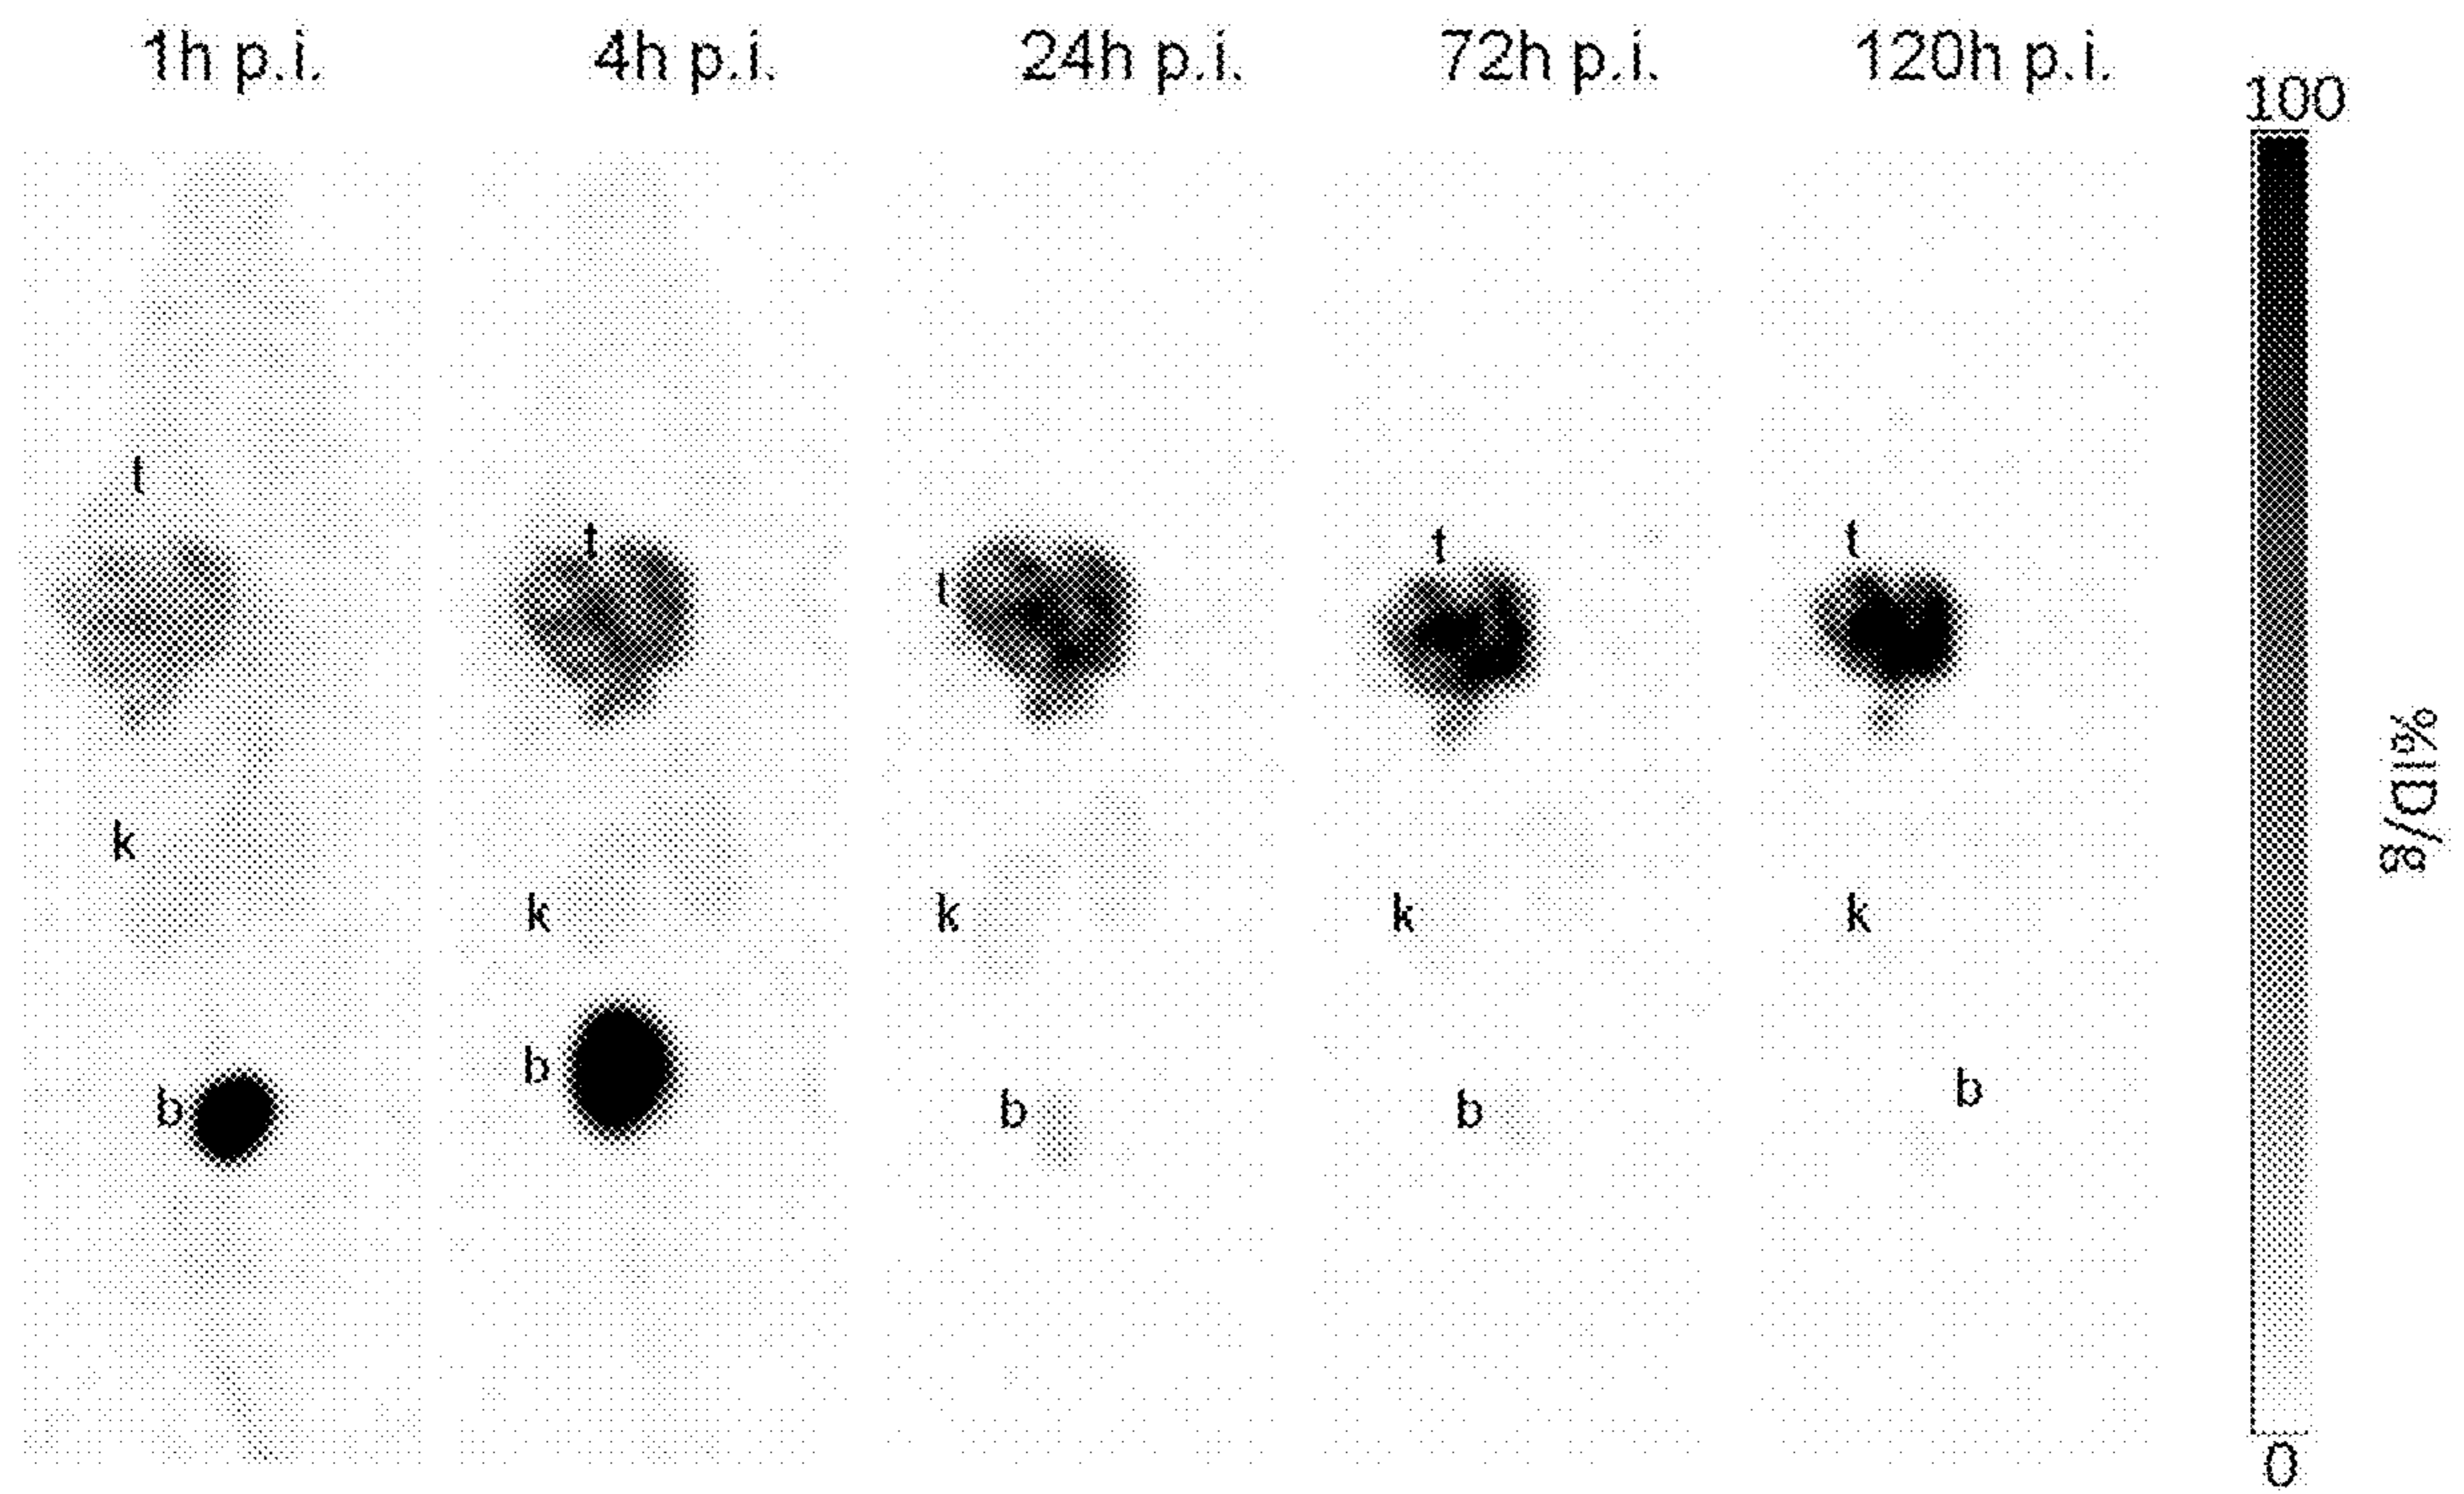 1h p.i. 4h p.i. 24h p.i. 72h p.i. 120h p.i.
100
t t t t t
k k k k k
b b b b b
%ID/g
0